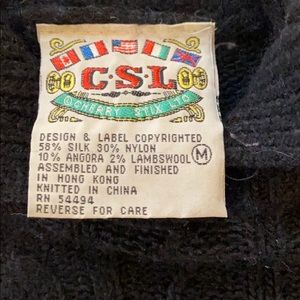 C·S·L
©CHERRY STIX LTD
DESIGN & LABEL COPYRIGHTED
58% SILK 30% NYLON
10% ANGORA 2% LAMBSWOOL M
ASSEMBLED AND FINISHED
IN HONG KONG
KNITTED IN CHINA
RN 54494
REVERSE FOR CARE